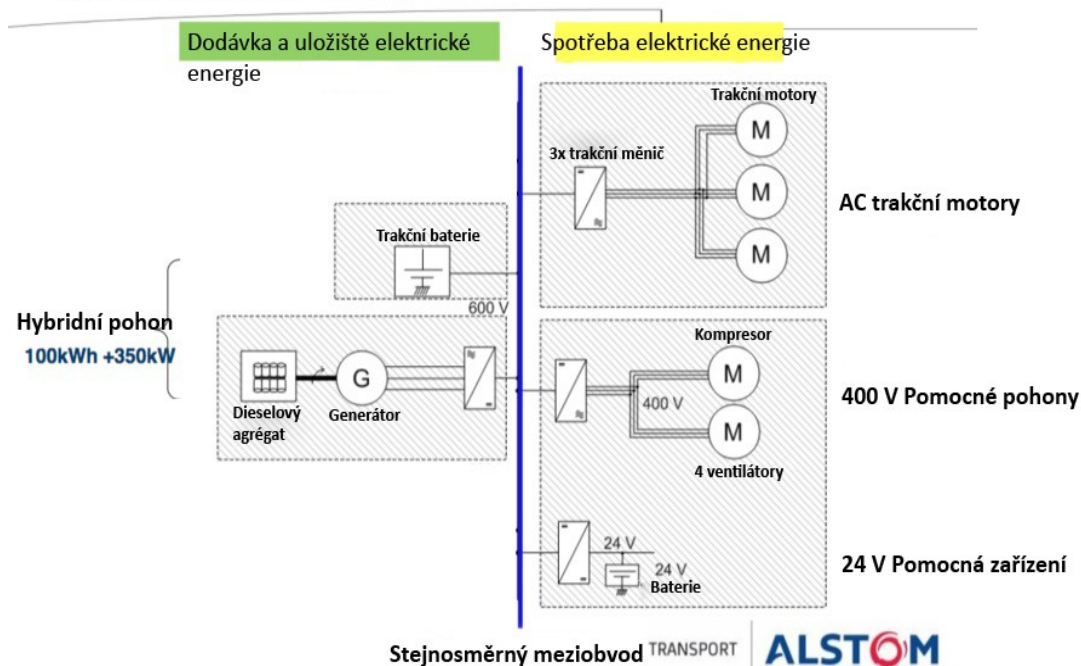 Dodávka a uložiště elektrické
energie
Spotřeba elektrické energie
Trakční motory
M
3x trakční měnič
M
AC trakční motory
M
Trakční baterie
600 V
Hybridní pohon
100kWh +350kW
G
Dieselový
agrégat
Generátor
Kompresor
M
400 V
400 V Pomocné pohony
M
4 ventilátory
24 V
24 V
Baterie
24 V Pomocná zařízení
Stejnosměrný meziobvod
TRANSPORT
ALSTOM